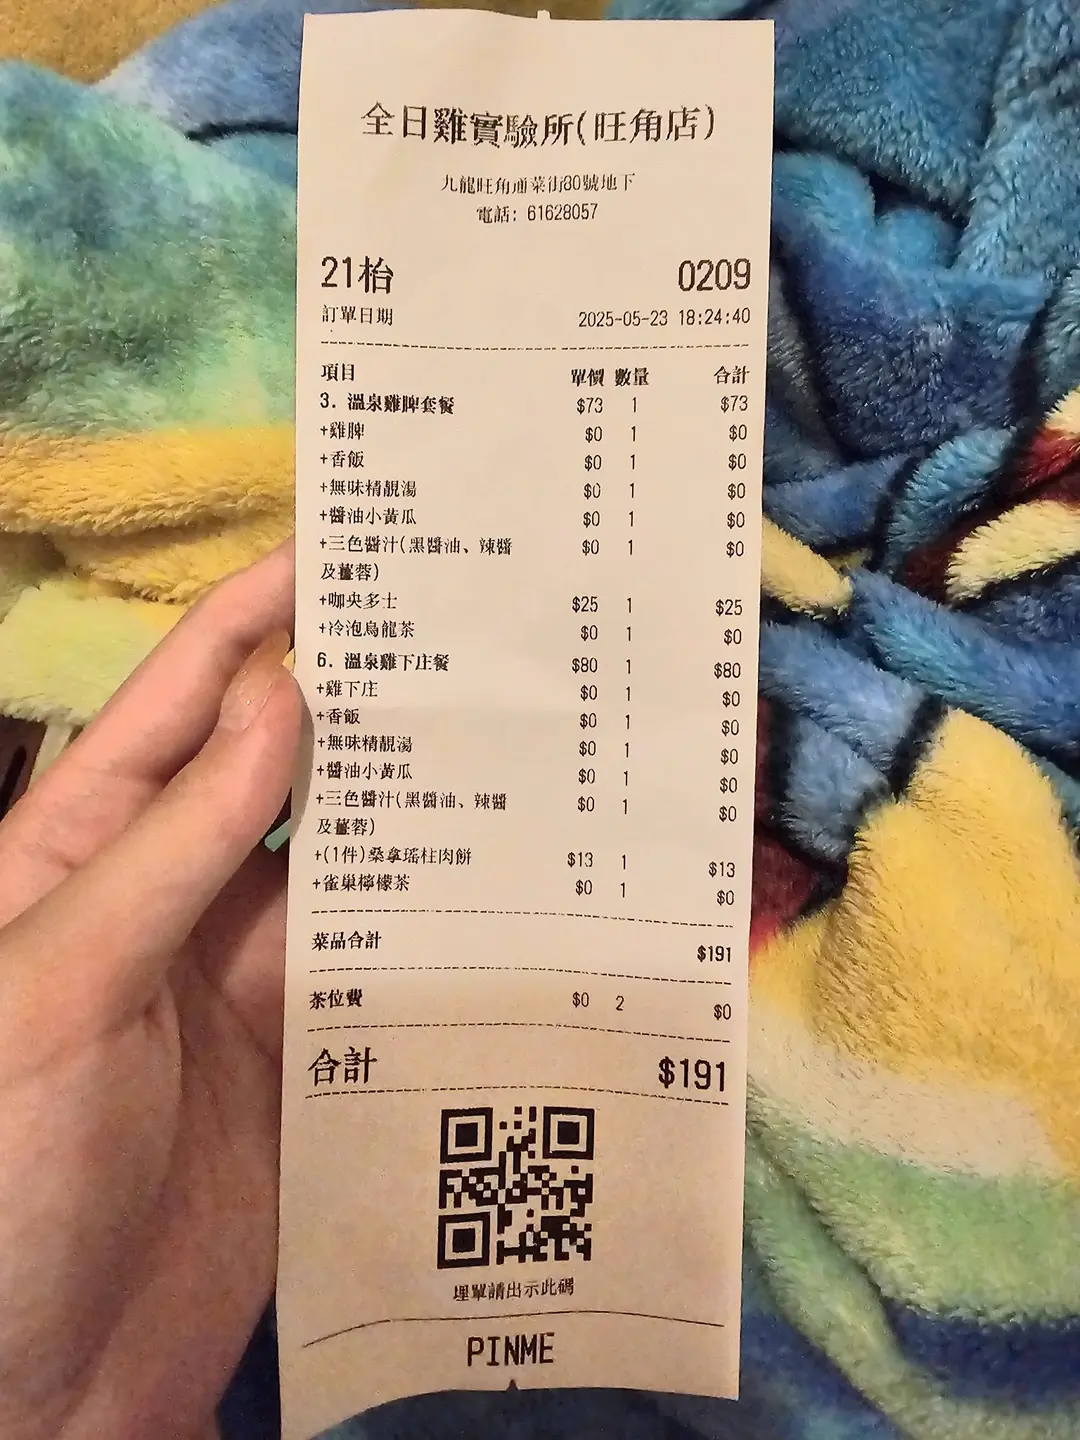 全日雞實驗所(旺角店)
九龍旺角通菜街80號地下
電話: 61628057
21枱 0209
訂單日期 2025-05-23 18:24:40
項目 單價 數量 合計
3. 溫泉雞脾套餐 $73 1 $73
+雞脾 $0 1 $0
+香飯 $0 1 $0
+無味精靚湯 $0 1 $0
+醬油小黃瓜 $0 1 $0
+三色醬汁(黑醬油、辣醬 $0 1 $0
及薑蓉)
+咖央多士 $25 1 $25
+冷泡烏龍茶 $0 1 $0
6. 溫泉雞下庄餐 $80 1 $80
+雞下庄 $0 1 $0
+香飯 $0 1 $0
+無味精靚湯 $0 1 $0
+醬油小黃瓜 $0 1 $0
+三色醬汁(黑醬油、辣醬 $0 1 $0
及薑蓉)
+(1件)桑拿瑤柱肉餅 $13 1 $13
+雀巢檸檬茶 $0 1 $0
菜品合計 $191
茶位費 $0 2 $0
合計 $191
埋單請出示此碼
PINME